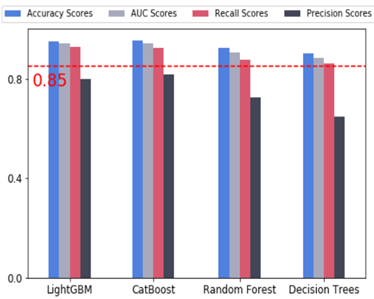 Accuracy Scores AUC Scores Recall Scores Precision Scores
0.8
0.85
0.4
0.0
LightGBM CatBoost Random Forest Decision Trees